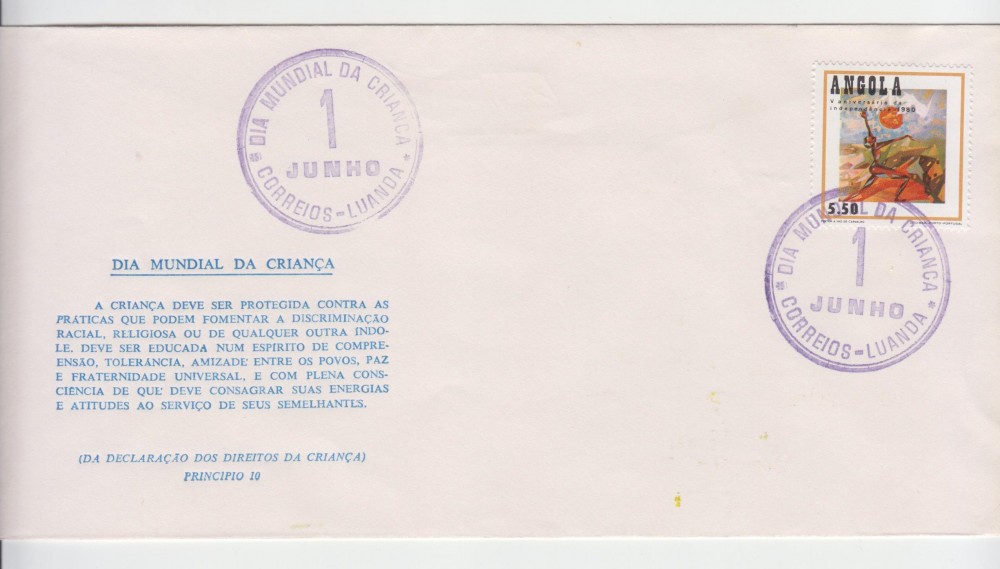 DIA MUNDIAL DA CRIANÇA
1
JUNHO
* CORREIOS-LUANDA *
ANGOLA
V aniversário da
independência 1980
5.50
DIA MUNDIAL DA CRIANCA
1
JUNHO
* CORREIOS-LUANDA *
DIA MUNDIAL DA CRIANÇA
A CRIANÇA DEVE SER PROTEGIDA CONTRA AS
PRÁTICAS QUE PODEM FOMENTAR A DISCRIMINAÇÃO
RACIAL, RELIGIOSA OU DE QUALQUER OUTRA INDO-
LE. DEVE SER EDUCADA NUM ESPÍRITO DE COMPRE-
ENSÃO, TOLERÂNCIA, AMIZADE ENTRE OS POVOS, PAZ
E FRATERNIDADE UNIVERSAL, E COM PLENA CONS-
CIÊNCIA DE QUE DEVE CONSAGRAR SUAS ENERGIAS
E ATITUDES AO SERVIÇO DE SEUS SEMELHANTES.
(DA DECLARAÇÃO DOS DIREITOS DA CRIANÇA)
PRINCÍPIO 10